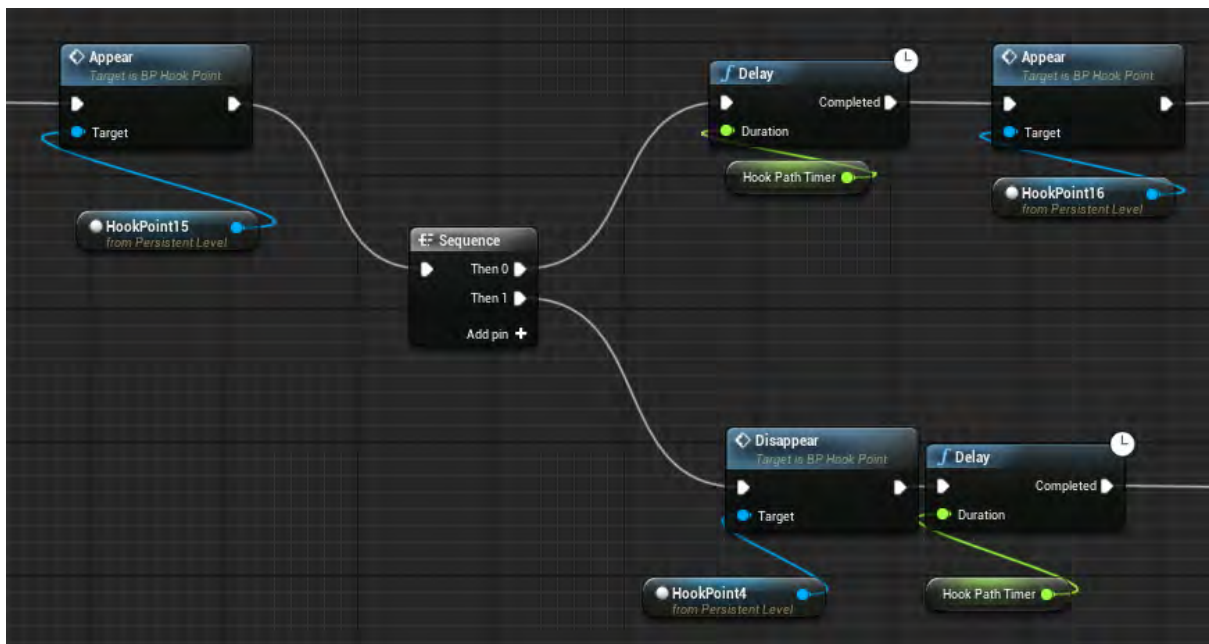 Appear
Target is BP Hook Point
Target
HookPoint15
from Persistent Level
Sequence
Then 0
Then 1
Add pin +
f Delay
Completed
Duration
Hook Path Timer
Appear
Target is BP Hook Point
Target
HookPoint16
from Persistent Level
Disappear
Target is BP Hook Point
Target
HookPoint4
from Persistent Level
f Delay
Completed
Duration
Hook Path Timer